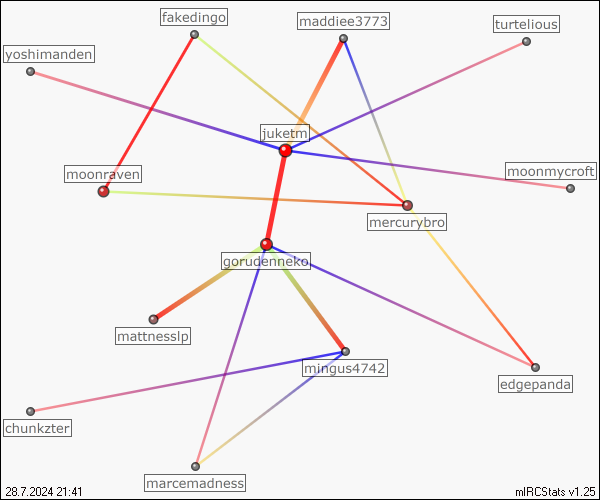 fakedingo
maddiee3773
turtelious
yoshimanden
juketm
moonraven
moonmycroft
mercurybro
gorudenneko
mattnesslp
mingus4742
edgepanda
chunkzter
marcemadness
28.7.2024 21:41
mIRCStats v1.25